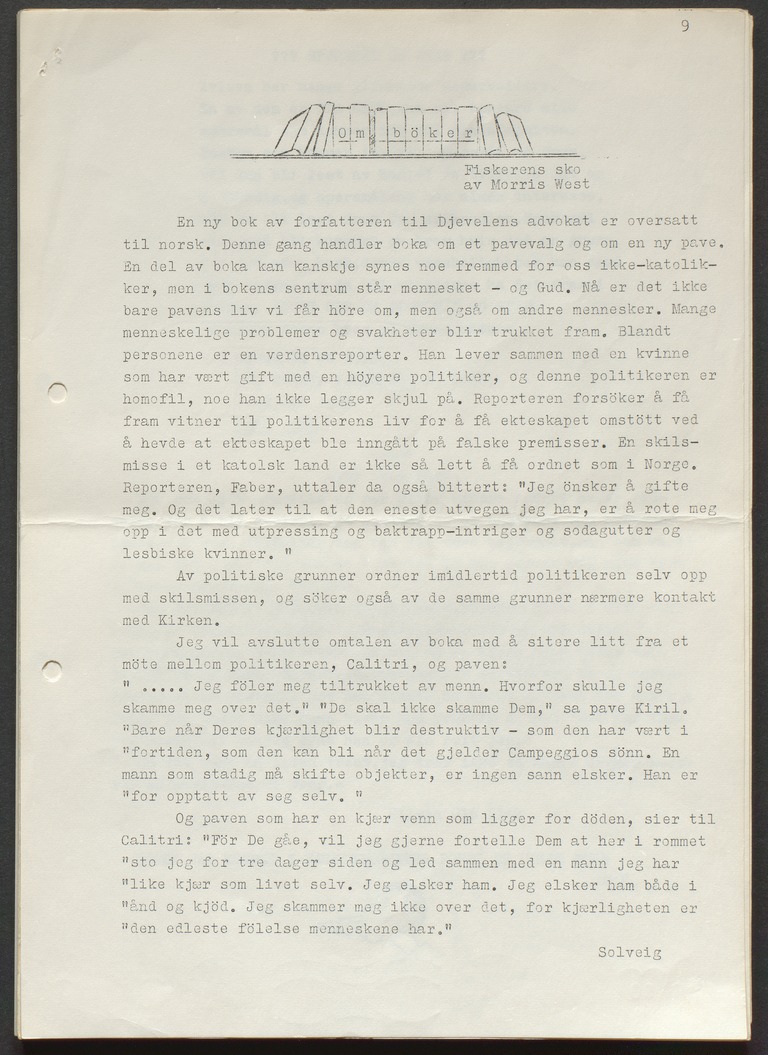 9
Om böker
Fiskerens sko
av Morris West
En ny bok av forfatteren til Djevelens advokat er oversatt
til norsk. Denne gang handler boka om et pavevalg og om en ny pave.
En del av boka kan kanskje synes noe fremmed for oss ikke-katolik-
ker, men i bokens sentrum står mennesket - og Gud. Nå er det ikke
bare pavens liv vi får höre om, men også om andre mennesker. Mange
menneskelige problemer og svakheter blir trukket fram. Blandt
personene er en verdensreporter. Han lever sammen med en kvinne
som har vært gift med en höyere politiker, og denne politikeren er
homofil, noe han ikke legger skjul på. Reporteren forsöker å få
fram vitner til politikerens liv for å få ekteskapet omstött ved
å hevde at ekteskapet ble inngått på falske premisser. En skils-
misse i et katolsk land er ikke så lett å få ordnet som i Norge.
Reporteren, Faber, uttaler da også bittert: "Jeg önsker å gifte
meg. Og det later til at den eneste utvegen jeg har, er å rote meg
opp i det med utpressing og baktrapp-intriger og sodagutter og
lesbiske kvinner. "
Av politiske grunner ordner imidlertid politikeren selv opp
med skilsmissen, og söker også av de samme grunner nærmere kontakt
med Kirken.
Jeg vil avslutte omtalen av boka med å sitere litt fra et
möte mellom politikeren, Calitri, og paven:
" ..... Jeg föler meg tiltrukket av menn. Hvorfor skulle jeg
skamme meg over det." "De skal ikke skamme Dem," sa pave Kiril.
"Bare når Deres kjærlighet blir destruktiv - som den har vært i
"fortiden, som den kan bli når det gjelder Campeggios sönn. En
mann som stadig må skifte objekter, er ingen sann elsker. Han er
"for opptatt av seg selv. "
Og paven som har en kjær venn som ligger for döden, sier til
Calitri: "För De gåe, vil jeg gjerne fortelle Dem at her i rommet
"sto jeg for tre dager siden og led sammen med en mann jeg har
"like kjær som livet selv. Jeg elsker ham. Jeg elsker ham både i
"ånd og kjöd. Jeg skammer meg ikke over det, for kjærligheten er
"den edleste fölelse menneskene har."
Solveig